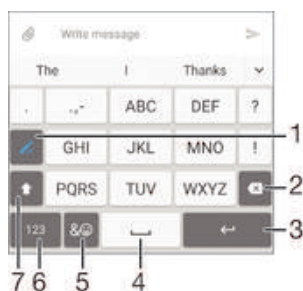 Write message
The I Thanks
. .,- ABC DEF ?
GHI JKL MNO ! 1
PQRS TUV WXYZ 2
123 &☺ 3
7 6 5 4